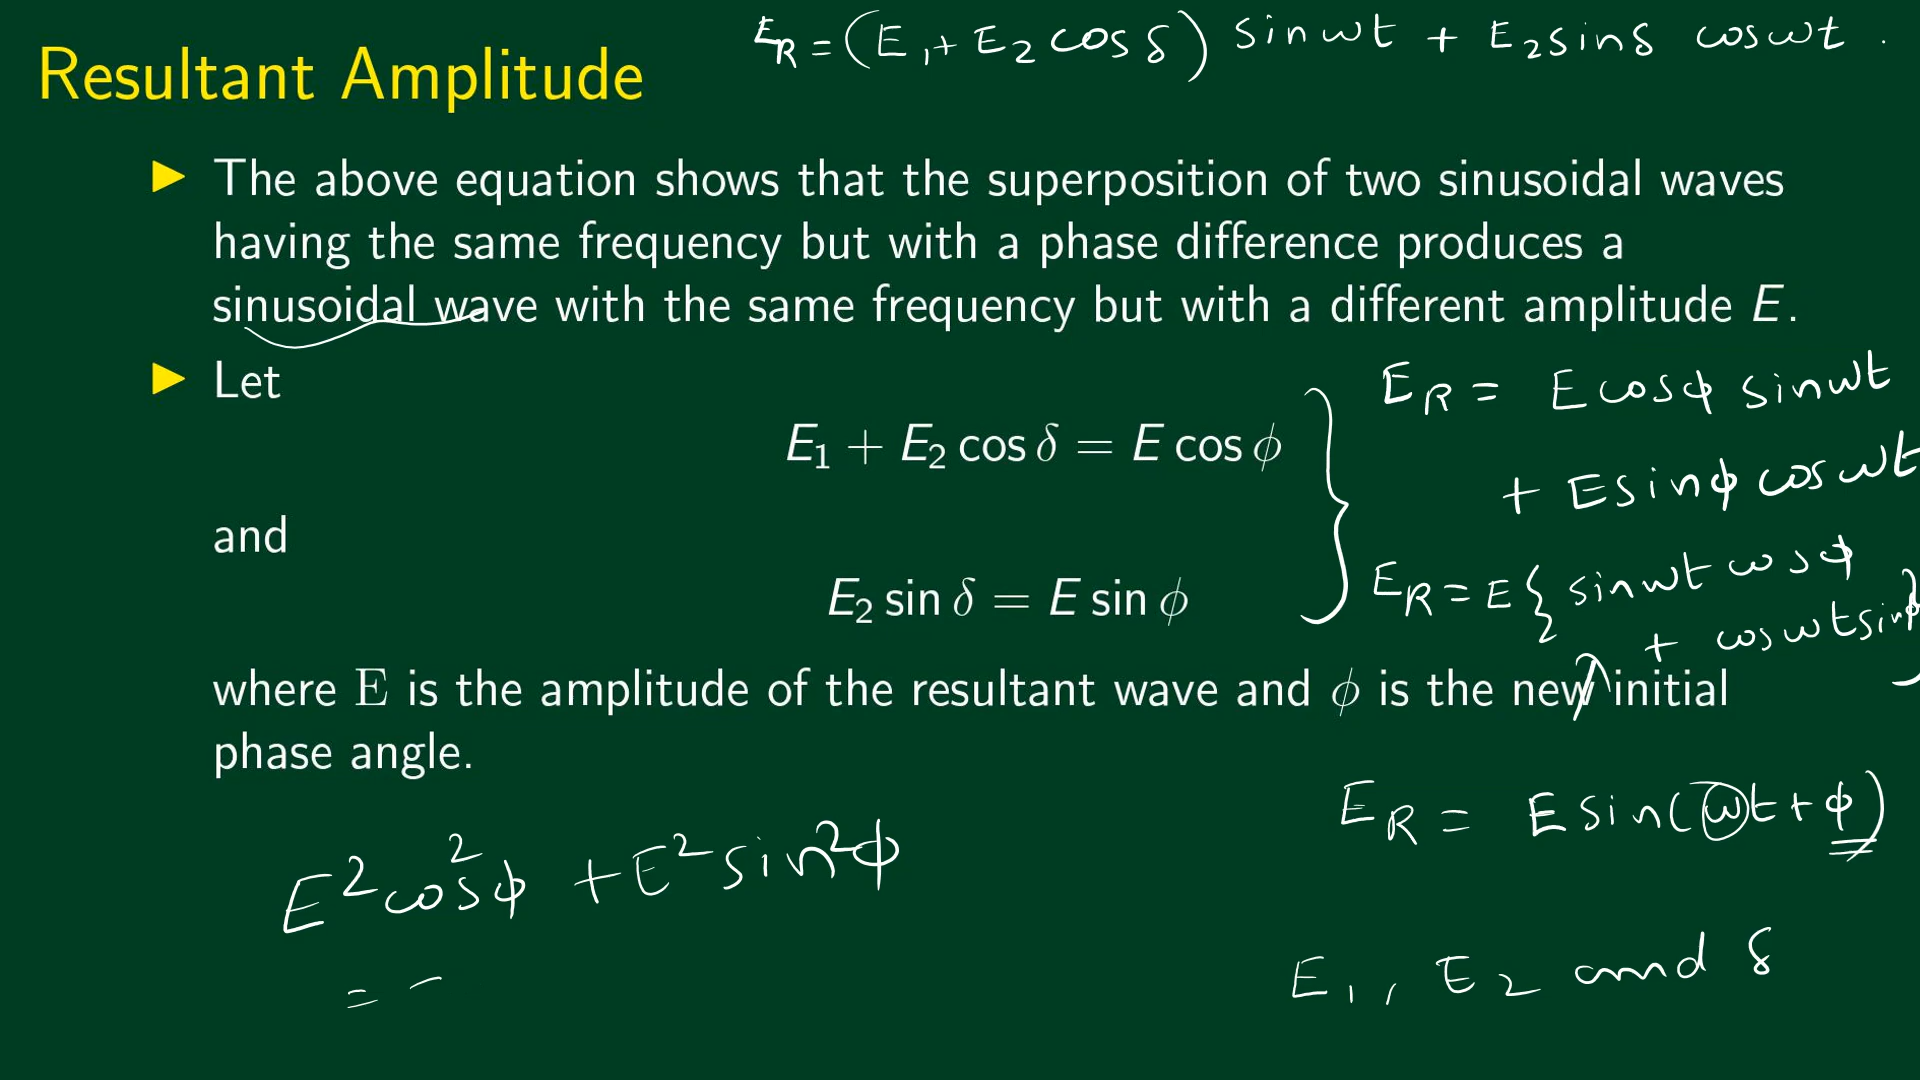 E_R = (E_1 + E_2 cos δ) sin ωt + E_2 sin δ cos ωt .
Resultant Amplitude
▶ The above equation shows that the superposition of two sinusoidal waves
having the same frequency but with a phase difference produces a
sinusoidal wave with the same frequency but with a different amplitude E.
▶ Let
E_1 + E_2 cos δ = E cos ϕ
and
E_2 sin δ = E sin ϕ
where E is the amplitude of the resultant wave and ϕ is the new initial
phase angle.
E_R = E cos ϕ sin ωt
+ E sin ϕ cos ωt
E_R = E { sin ωt cos ϕ
+ cos ωt sin ϕ }
E_R = E sin(ωt + ϕ)
E² cos² ϕ + E² sin² ϕ
=
E_1, E_2 and δ